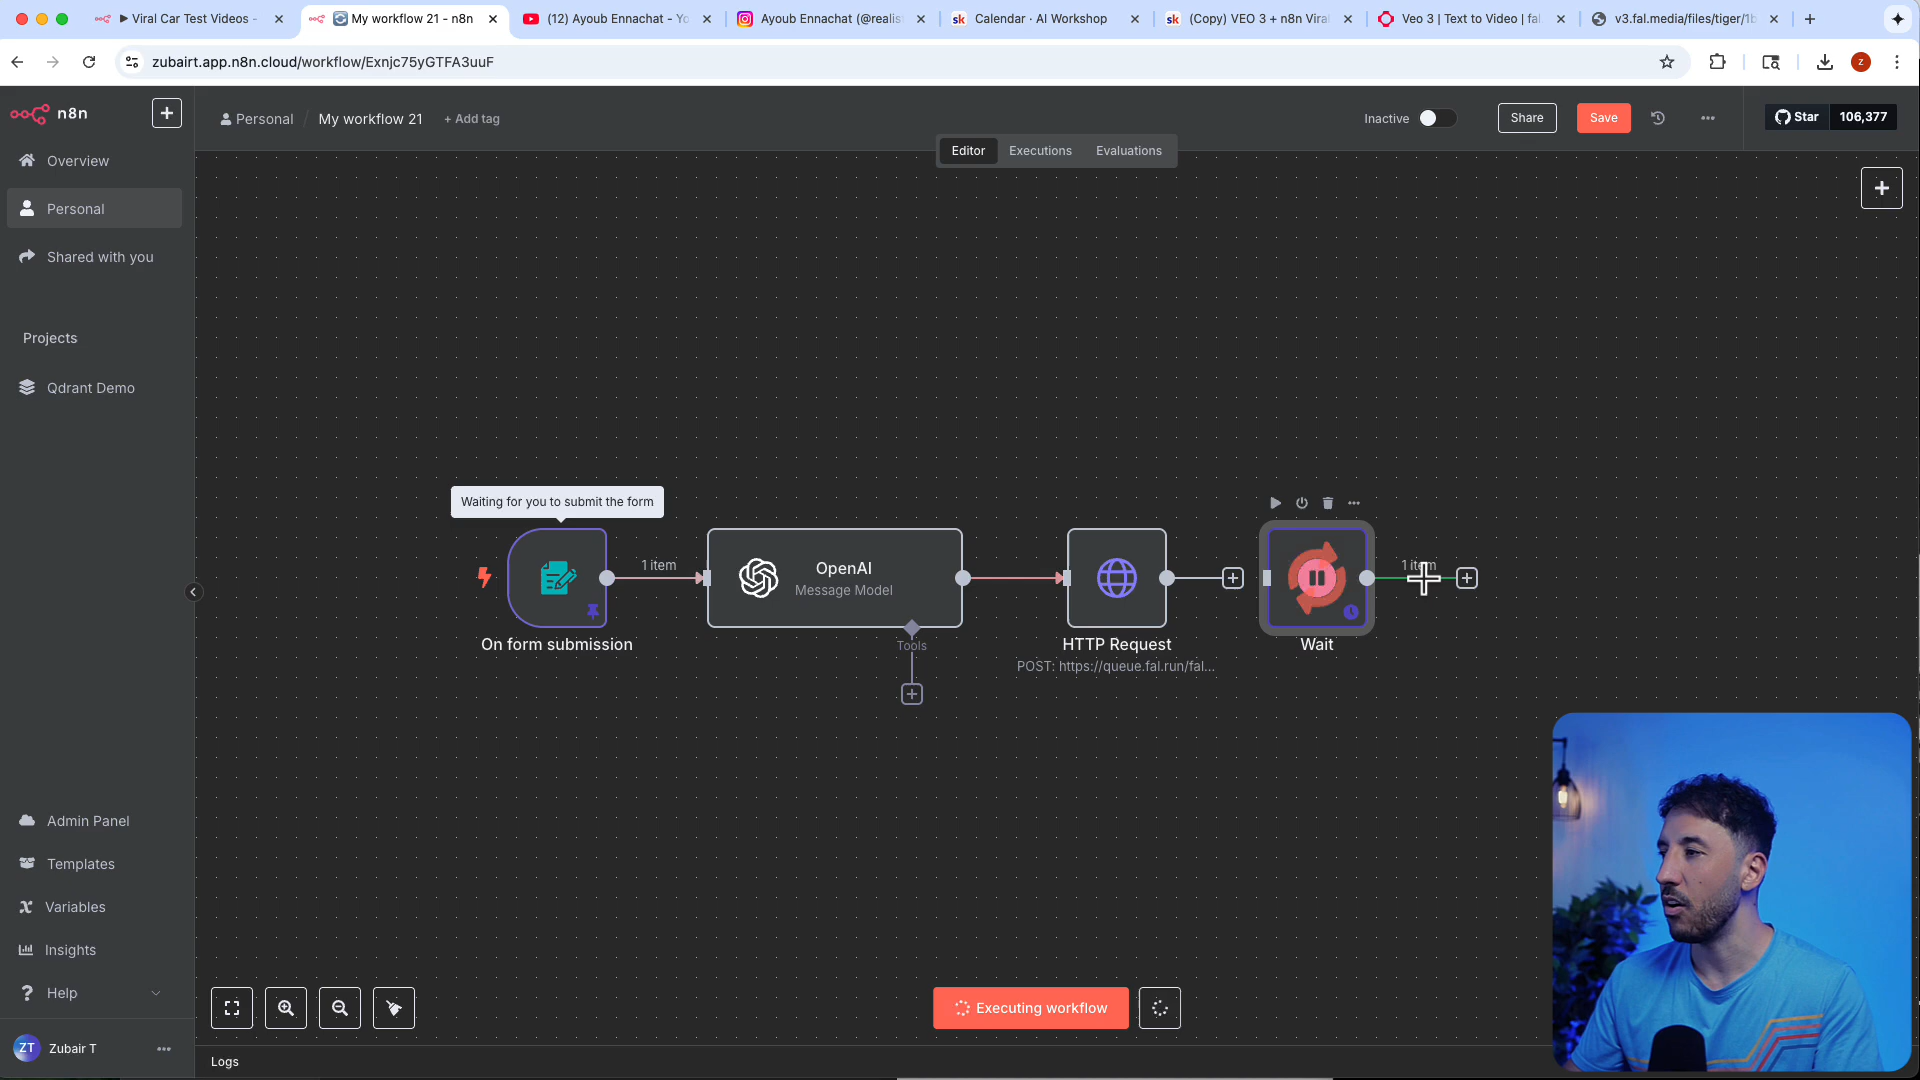 Viral Car Test Videos -
My workflow 21 - n8n
(12) Ayoub Ennachat - Yo
Ayoub Ennachat (@realis
sk Calendar · AI Workshop
sk (Copy) VEO 3 + n8n Vira
Veo 3 | Text to Video | fal
v3.fal.media/files/tiger/1b
zubairt.app.n8n.cloud/workflow/Exnjc75yGTFA3uuF
z
n8n
Personal / My workflow 21 + Add tag
Inactive
Share
Save
Star 106,377
Editor
Executions
Evaluations
Overview
Personal
Shared with you
Projects
Qdrant Demo
Waiting for you to submit the form
1 item
On form submission
OpenAI
Message Model
Tools
HTTP Request
POST: https://queue.fal.run/fal...
Wait
1 item
Admin Panel
Templates
Variables
Insights
Help
ZT Zubair T
Executing workflow
Logs